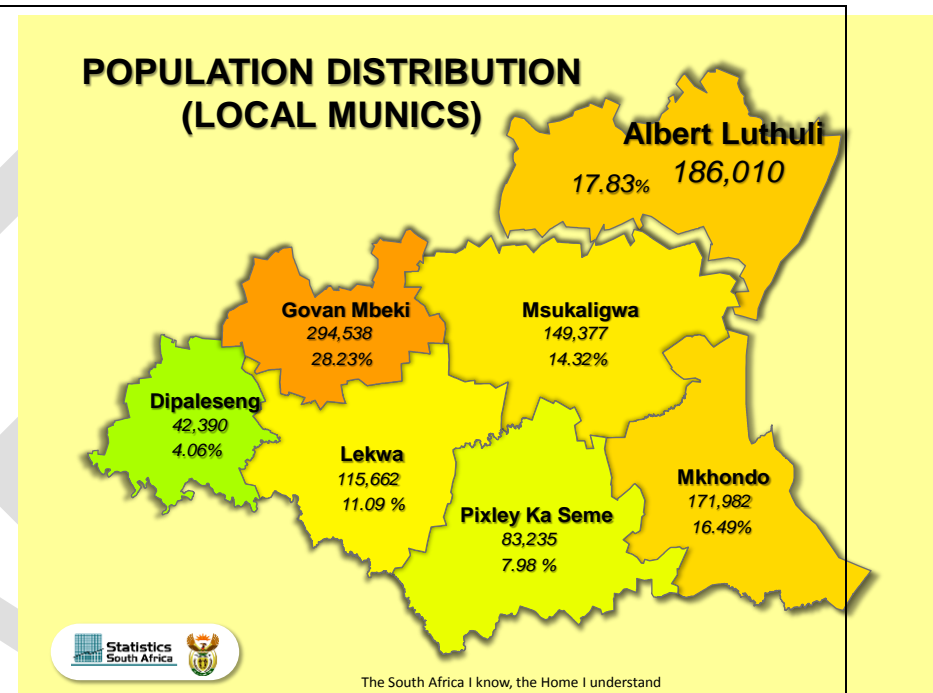 POPULATION DISTRIBUTION
(LOCAL MUNICS)
Albert Luthuli
17.83% 186,010
Govan Mbeki
294,538
28.23%
Msukaligwa
149,377
14.32%
Dipaleseng
42,390
4.06%
Lekwa
115,662
11.09 %
Pixley Ka Seme
83,235
7.98 %
Mkhondo
171,982
16.49%
Statistics
South Africa
The South Africa I know, the Home I understand